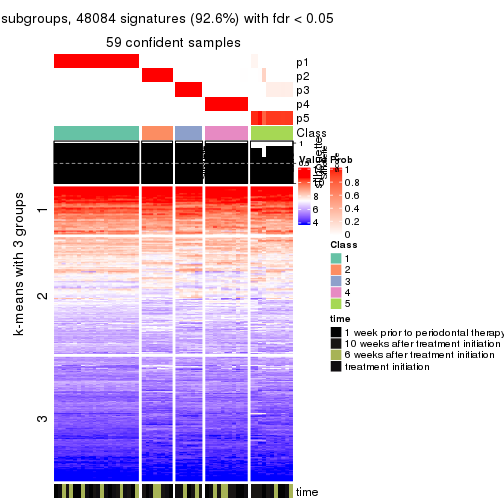 subgroups, 48084 signatures (92.6%) with fdr < 0.05
59 confident samples
p1
p2
p3
p4
p5
Class
1
silhouette
Value
8
6
4
Prob
1
0.8
0.6
0.4
0.2
0
Class
1
2
3
4
5
time
1 week prior to periodontal therapy
10 weeks after treatment initiation
6 weeks after treatment initiation
treatment initiation
k-means with 3 groups
1
2
3
time